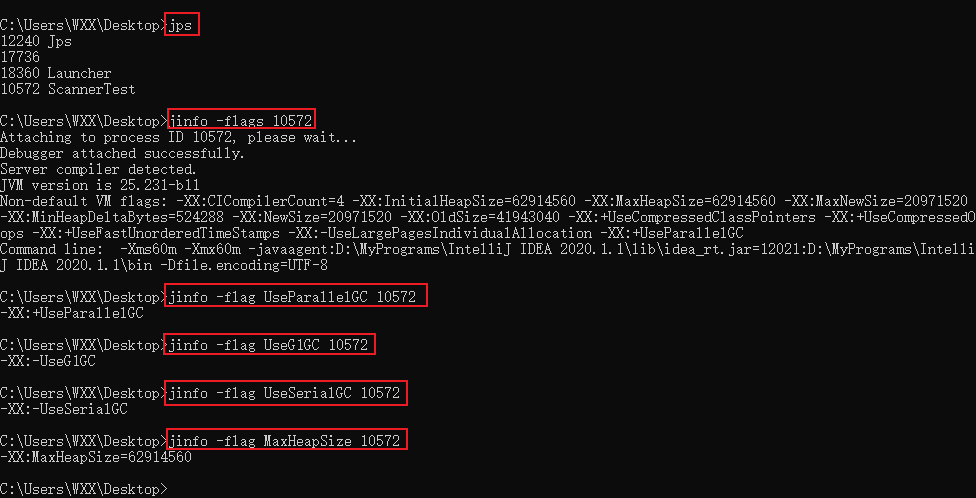 C:\Users\WXX\Desktop>jps
12240 Jps
17736
18360 Launcher
10572 ScannerTest
C:\Users\WXX\Desktop>jinfo -flags 10572
Attaching to process ID 10572, please wait...
Debugger attached successfully.
Server compiler detected.
JVM version is 25.231-b11
Non-default VM flags: -XX:CICompilerCount=4 -XX:InitialHeapSize=62914560 -XX:MaxHeapSize=62914560 -XX:MaxNewSize=20971520
-XX:MinHeapDeltaBytes=524288 -XX:NewSize=20971520 -XX:OldSize=41943040 -XX:+UseCompressedClassPointers -XX:+UseCompressedO
ops -XX:+UseFastUnorderedTimeStamps -XX:-UseLargePagesIndividualAllocation -XX:+UseParallelGC
Command line:  -Xms60m -Xmx60m -javaagent:D:\MyPrograms\IntelliJ IDEA 2020.1.1\lib\idea_rt.jar=12021:D:\MyPrograms\Intelli
J IDEA 2020.1.1\bin -Dfile.encoding=UTF-8
C:\Users\WXX\Desktop>jinfo -flag UseParallelGC 10572
-XX:+UseParallelGC
C:\Users\WXX\Desktop>jinfo -flag UseG1GC 10572
-XX:-UseG1GC
C:\Users\WXX\Desktop>jinfo -flag UseSerialGC 10572
-XX:-UseSerialGC
C:\Users\WXX\Desktop>jinfo -flag MaxHeapSize 10572
-XX:MaxHeapSize=62914560
C:\Users\WXX\Desktop>